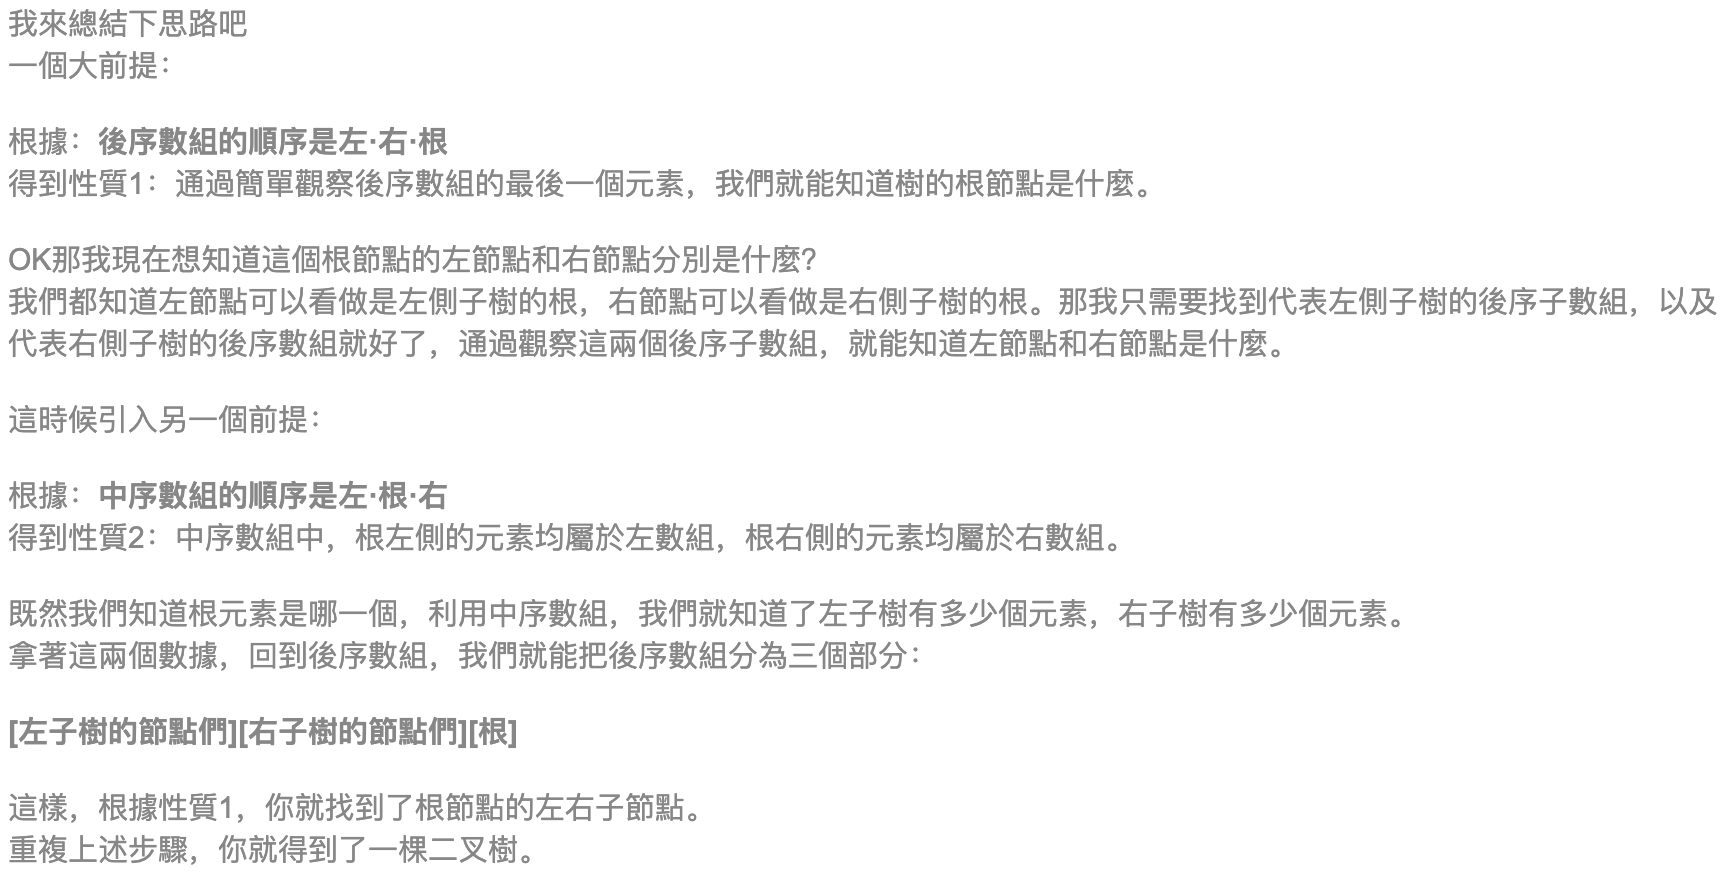 我來總結下思路吧
一個大前提：
根據：後序數組的順序是左·右·根
得到性質1：通過簡單觀察後序數組的最後一個元素，我們就能知道樹的根節點是什麼。
OK那我現在想知道這個根節點的左節點和右節點分別是什麼?
我們都知道左節點可以看做是左側子樹的根，右節點可以看做是右側子樹的根。那我只需要找到代表左側子樹的後序子數組，以及
代表右側子樹的後序數組就好了，通過觀察這兩個後序子數組，就能知道左節點和右節點是什麼。
這時候引入另一個前提：
根據：中序數組的順序是左·根·右
得到性質2：中序數組中，根左側的元素均屬於左數組，根右側的元素均屬於右數組。
既然我們知道根元素是哪一個，利用中序數組，我們就知道了左子樹有多少個元素，右子樹有多少個元素。
拿著這兩個數據，回到後序數組，我們就能把後序數組分為三個部分：
[左子樹的節點們][右子樹的節點們][根]
這樣，根據性質1，你就找到了根節點的左右子節點。
重複上述步驟，你就得到了一棵二叉樹。